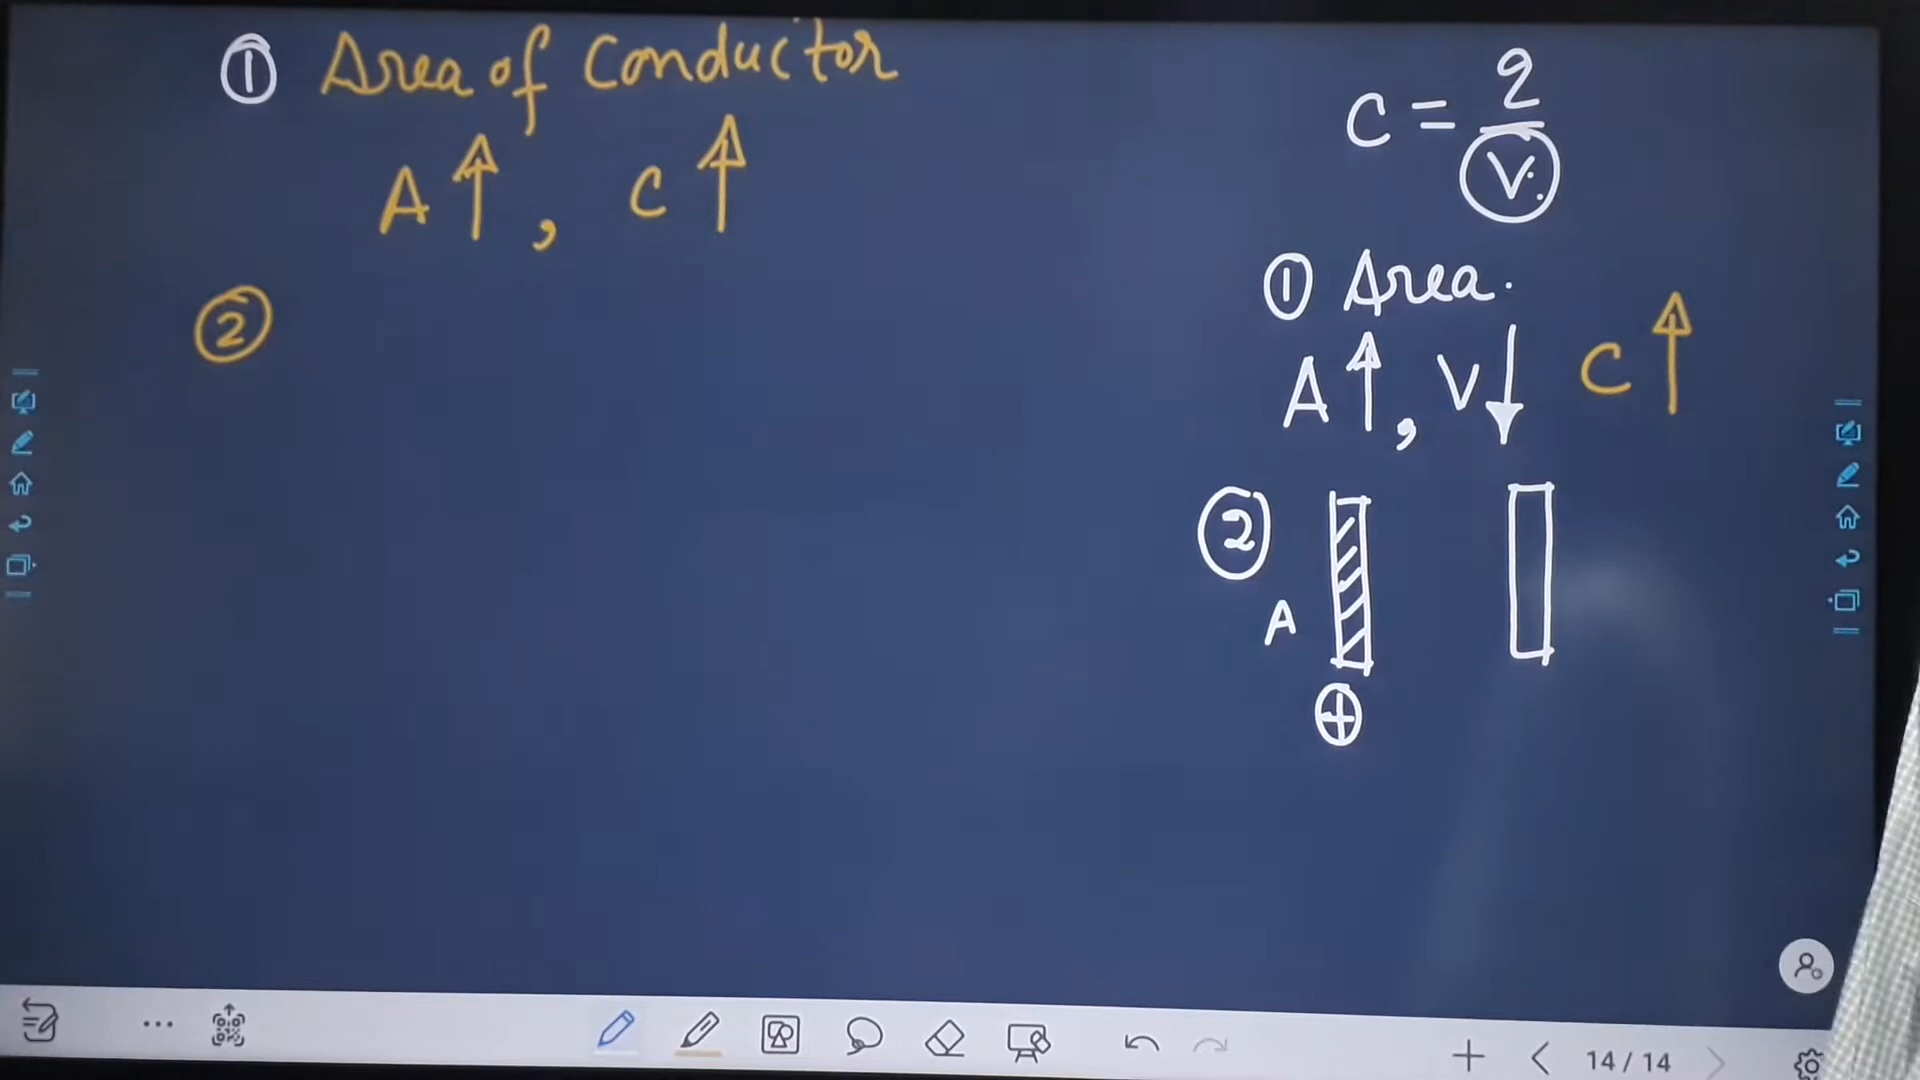 ① Area of Conductor
A↑, C↑
②
C = q/V
① Area.
A↑, V↓ C↑
②
A
⊕
14 / 14